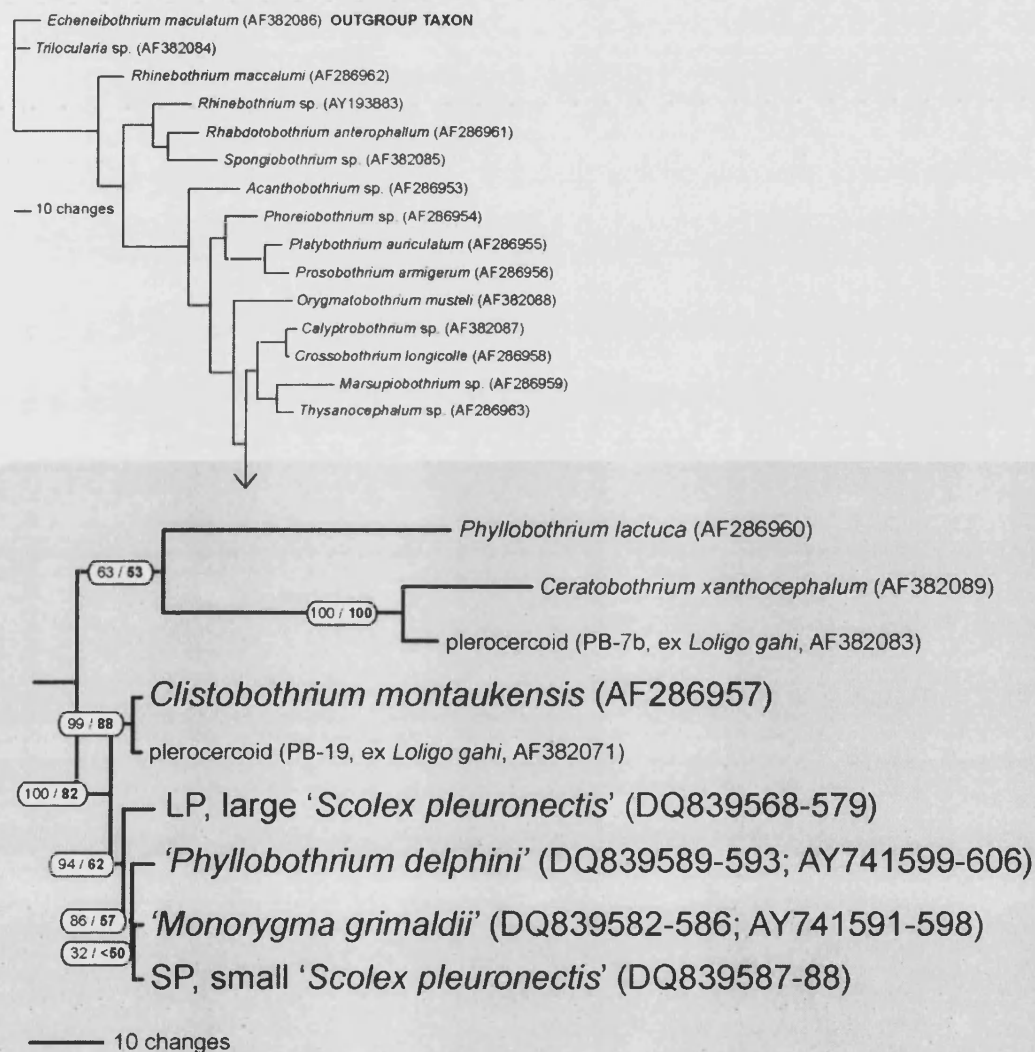 Echeneibothrium maculatum (AF382086) OUTGROUP TAXON
Trilocularia sp. (AF382084)
Rhinebothrium maccalumi (AF286962)
Rhinebothrium sp. (AY193883)
Rhabdotobothrium anterophallum (AF286961)
Spongiobothrium sp. (AF382085)
Acanthobothrium sp. (AF286953)
10 changes
Phoreiobothrium sp. (AF286954)
Platybothrium auriculatum (AF286955)
Prosobothrium armigerum (AF286956)
Orygmatobothrium musteli (AF382088)
Calyptrobothrium sp. (AF382087)
Crossobothrium longicolle (AF286958)
Marsupiobothrium sp. (AF286959)
Thysanocephalum sp. (AF286963)
Phyllobothrium lactuca (AF286960)
63 / 53
Ceratobothrium xanthocephalum (AF382089)
100 / 100
plerocercoid (PB-7b, ex Loligo gahi, AF382083)
Clistobothrium montaukensis (AF286957)
99 / 88
plerocercoid (PB-19, ex Loligo gahi, AF382071)
100 / 82
LP, large 'Scolex pleuronectis' (DQ839568-579)
94 / 62
'Phyllobothrium delphini' (DQ839589-593; AY741599-606)
86 / 57
'Monorygma grimaldii' (DQ839582-586; AY741591-598)
32 / <50
SP, small 'Scolex pleuronectis' (DQ839587-88)
10 changes